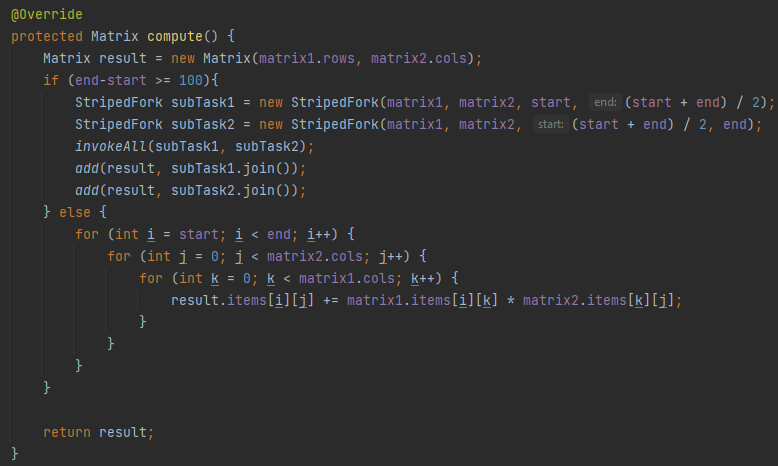 @Override
protected Matrix compute() {
    Matrix result = new Matrix(matrix1.rows, matrix2.cols);
    if (end-start >= 100){
        StripedFork subTask1 = new StripedFork(matrix1, matrix2, start, end: (start + end) / 2);
        StripedFork subTask2 = new StripedFork(matrix1, matrix2, start: (start + end) / 2, end);
        invokeAll(subTask1, subTask2);
        add(result, subTask1.join());
        add(result, subTask2.join());
    } else {
        for (int i = start; i < end; i++) {
            for (int j = 0; j < matrix2.cols; j++) {
                for (int k = 0; k < matrix1.cols; k++) {
                    result.items[i][j] += matrix1.items[i][k] * matrix2.items[k][j];
                }
            }
        }
    }

    return result;
}